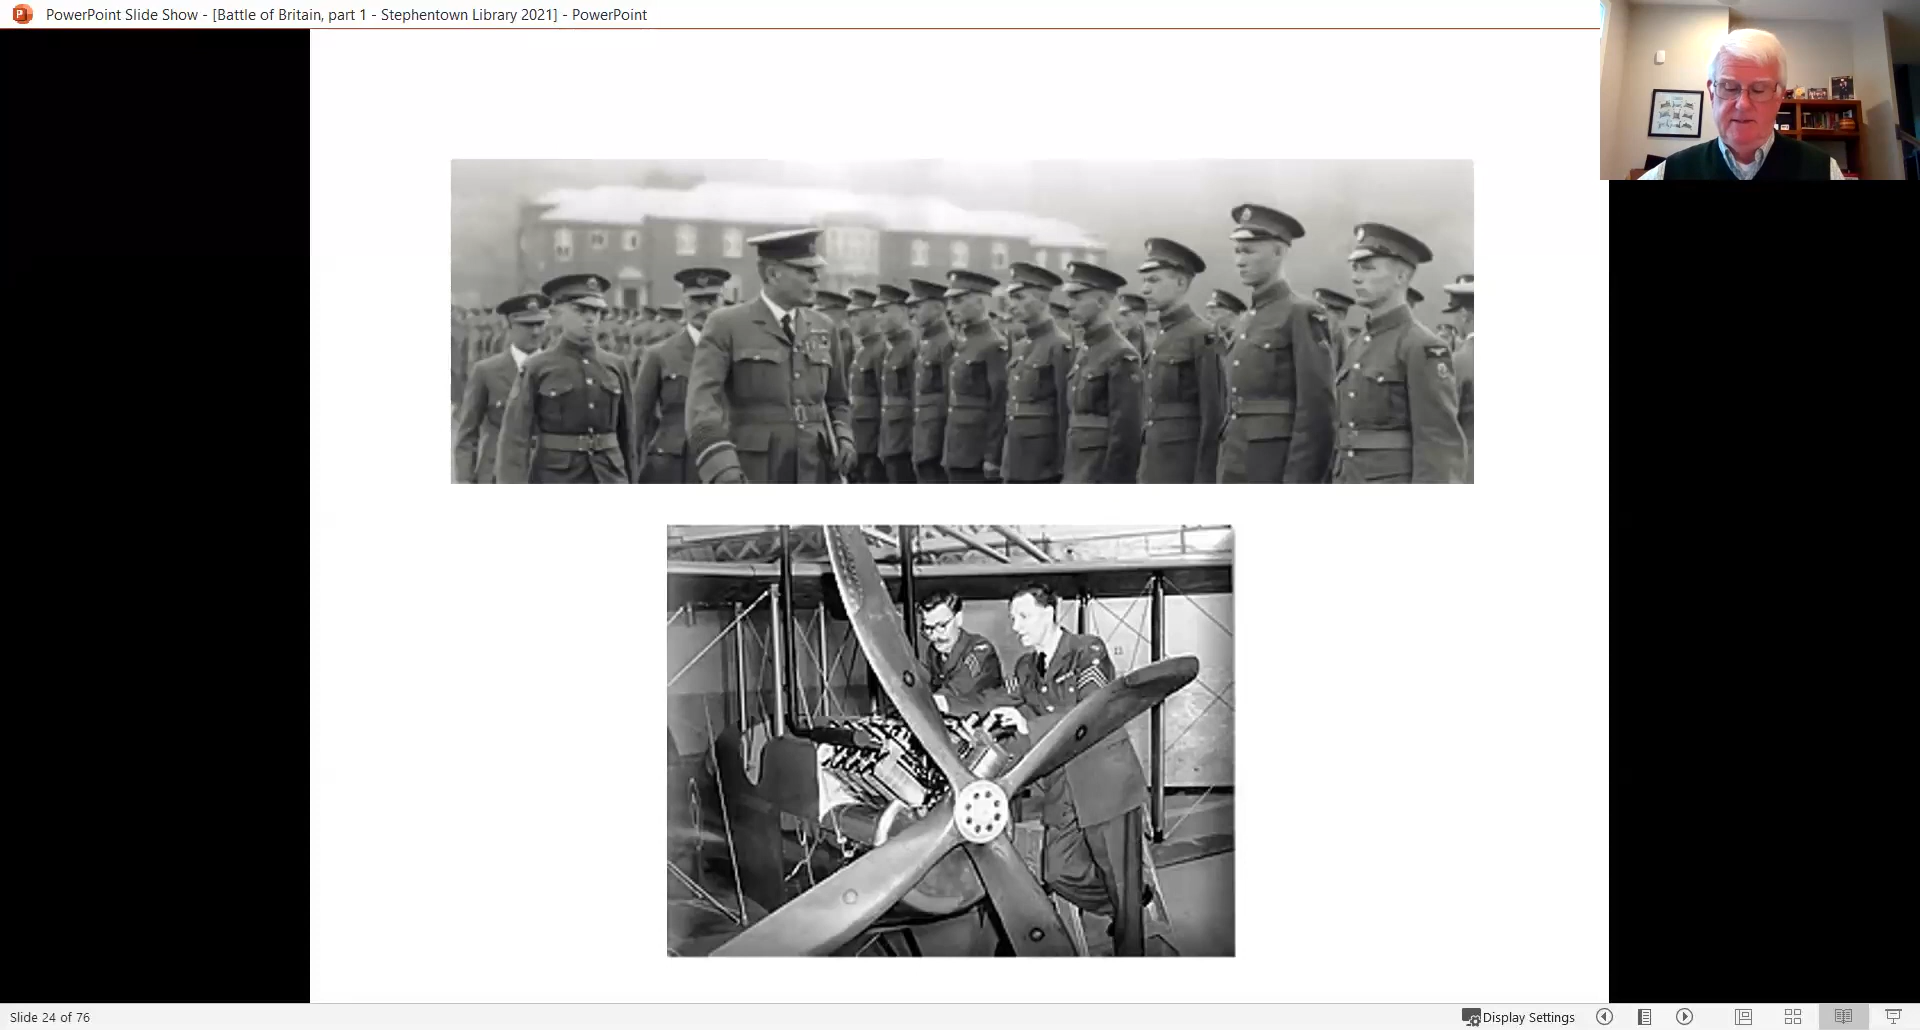 PowerPoint Slide Show - [Battle of Britain, part 1 - Stephentown Library 2021] - PowerPoint
Slide 24 of 76
Display Settings